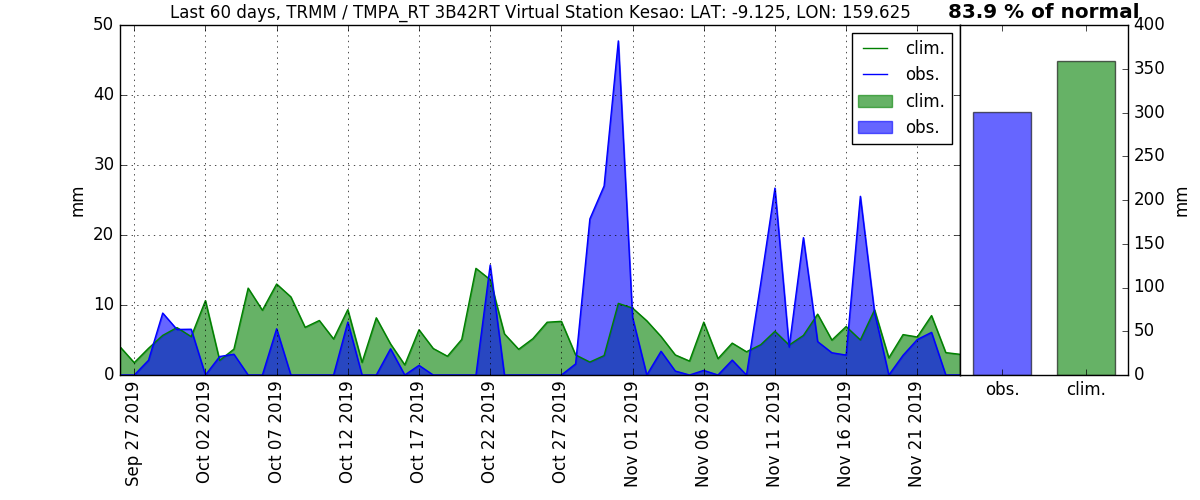 Last 60 days, TRMM / TMPA_RT 3B42RT Virtual Station Kesao: LAT: -9.125, LON: 159.625
83.9 % of normal
50
40
30
20
10
0
mm
clim.
obs.
clim.
obs.
Sep 27 2019
Oct 02 2019
Oct 07 2019
Oct 12 2019
Oct 17 2019
Oct 22 2019
Oct 27 2019
Nov 01 2019
Nov 06 2019
Nov 11 2019
Nov 16 2019
Nov 21 2019
400
350
300
250
200
150
100
50
0
mm
obs.
clim.